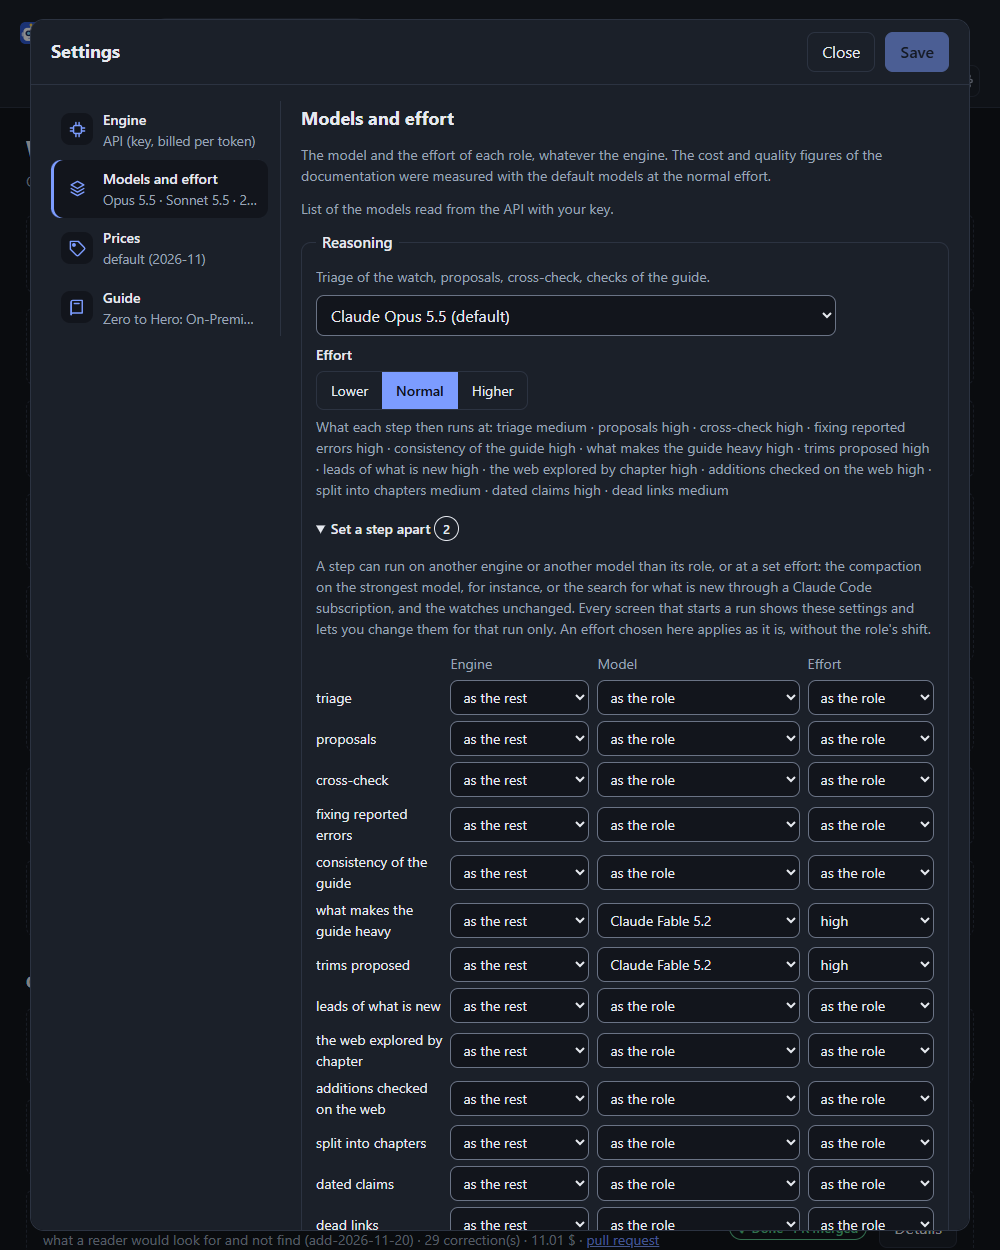 Settings
Close
Save
Engine
API (key, billed per token)
Models and effort
Opus 5.5 · Sonnet 5.5 · 2...
Prices
default (2026-11)
Guide
Zero to Hero: On-Premi...
Models and effort
The model and the effort of each role, whatever the engine. The cost and quality figures of the
documentation were measured with the default models at the normal effort.
List of the models read from the API with your key.
Reasoning
Triage of the watch, proposals, cross-check, checks of the guide.
Claude Opus 5.5 (default)
Effort
Lower
Normal
Higher
What each step then runs at: triage medium · proposals high · cross-check high · fixing reported
errors high · consistency of the guide high · what makes the guide heavy high · trims proposed high
· leads of what is new high · the web explored by chapter high · additions checked on the web high ·
split into chapters medium · dated claims high · dead links medium
▼ Set a step apart 2
A step can run on another engine or another model than its role, or at a set effort: the compaction
on the strongest model, for instance, or the search for what is new through a Claude Code
subscription, and the watches unchanged. Every screen that starts a run shows these settings and
lets you change them for that run only. An effort chosen here applies as it is, without the role's shift.
Engine Model Effort
triage as the rest as the role as the role
proposals as the rest as the role as the role
cross-check as the rest as the role as the role
fixing reported
errors as the rest as the role as the role
consistency of the
guide as the rest as the role as the role
what makes the
guide heavy as the rest Claude Fable 5.2 high
trims proposed as the rest Claude Fable 5.2 high
leads of what is new as the rest as the role as the role
the web explored by
chapter as the rest as the role as the role
additions checked
on the web as the rest as the role as the role
split into chapters as the rest as the role as the role
dated claims as the rest as the role as the role
dead links as the rest as the role as the role
what a reader would look for and not find (add-2026-11-20) · 29 correction(s) · 11.01 $ · pull request
Details